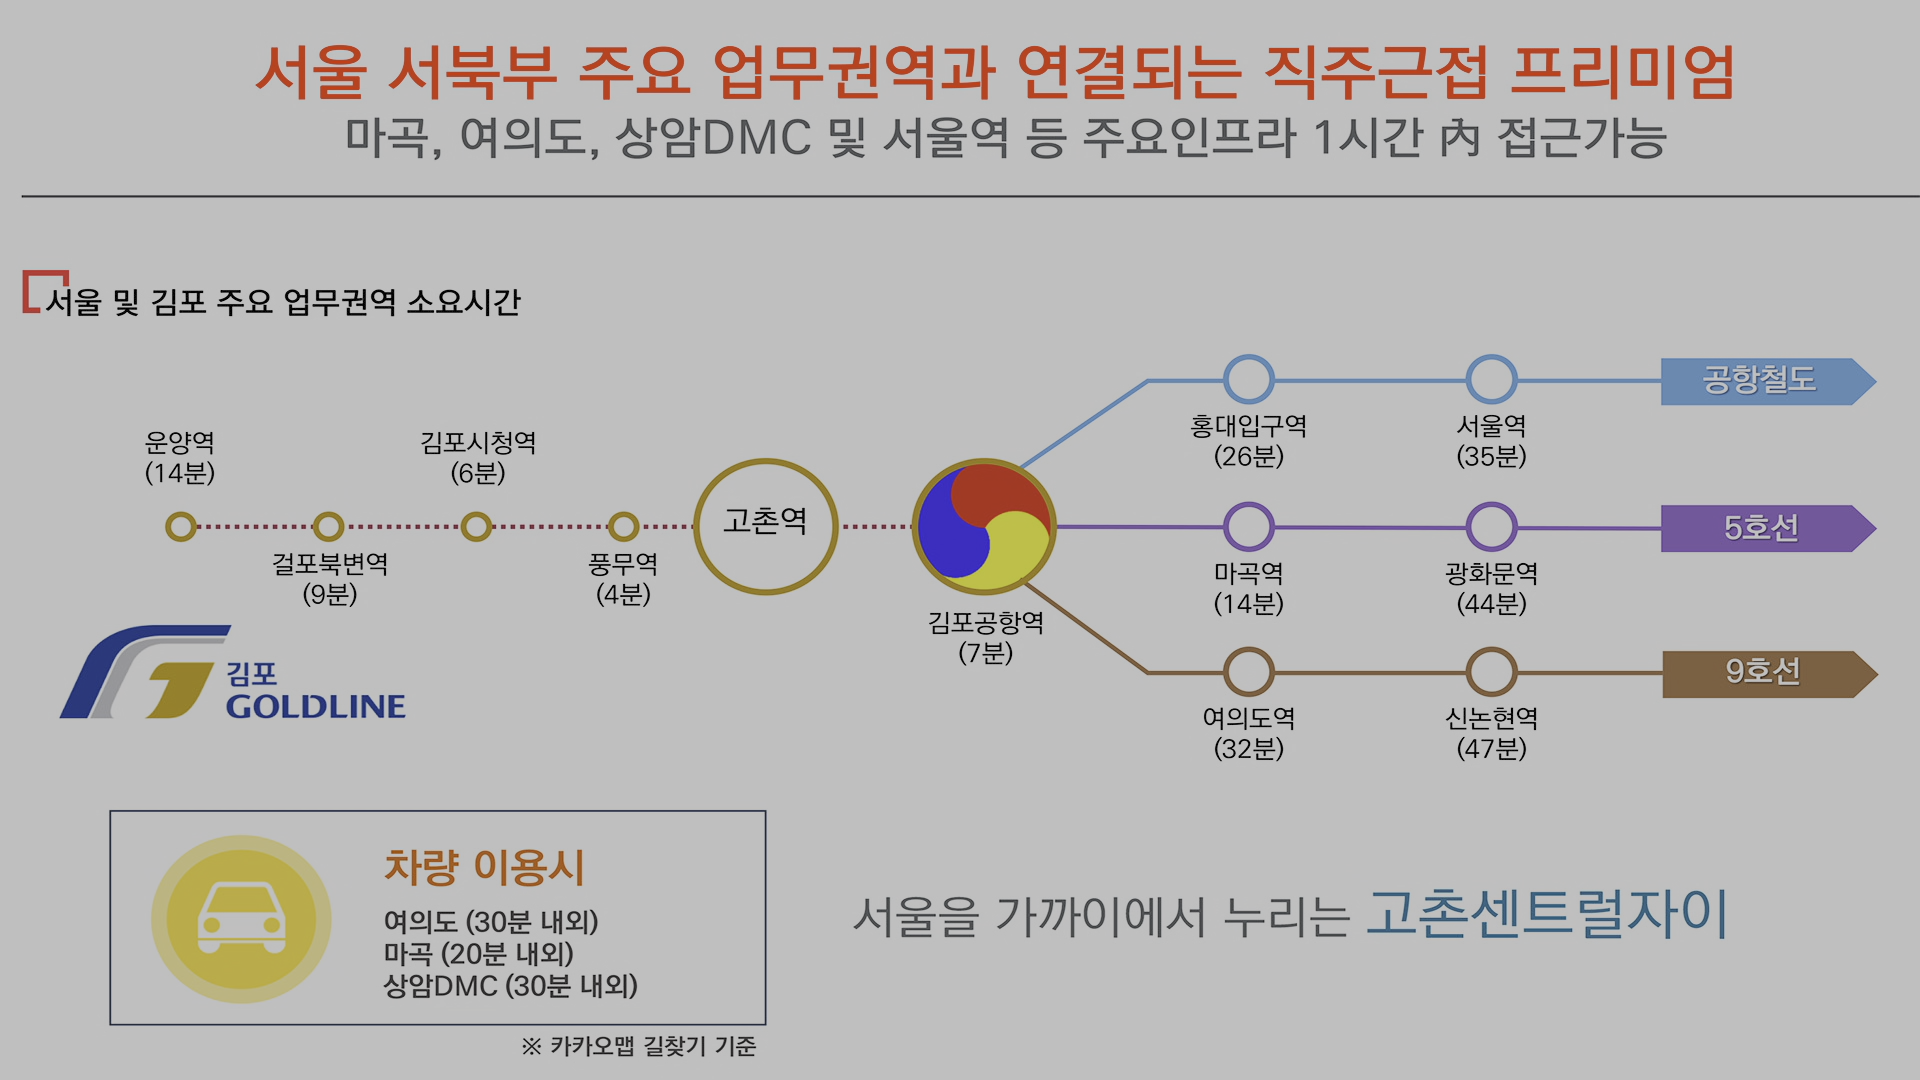 서울 서북부 주요 업무권역과 연결되는 직주근접 프리미엄
마곡, 여의도, 상암DMC 및 서울역 등 주요인프라 1시간 內 접근가능
서울 및 김포 주요 업무권역 소요시간
운양역
(14분)
걸포북변역
(9분)
김포시청역
(6분)
풍무역
(4분)
고촌역
김포공항역
(7분)
홍대입구역
(26분)
서울역
(35분)
공항철도
마곡역
(14분)
광화문역
(44분)
5호선
여의도역
(32분)
신논현역
(47분)
9호선
김포
GOLDLINE
차량 이용시
여의도 (30분 내외)
마곡 (20분 내외)
상암DMC (30분 내외)
※ 카카오맵 길찾기 기준
서울을 가까이에서 누리는 고촌센트럴자이